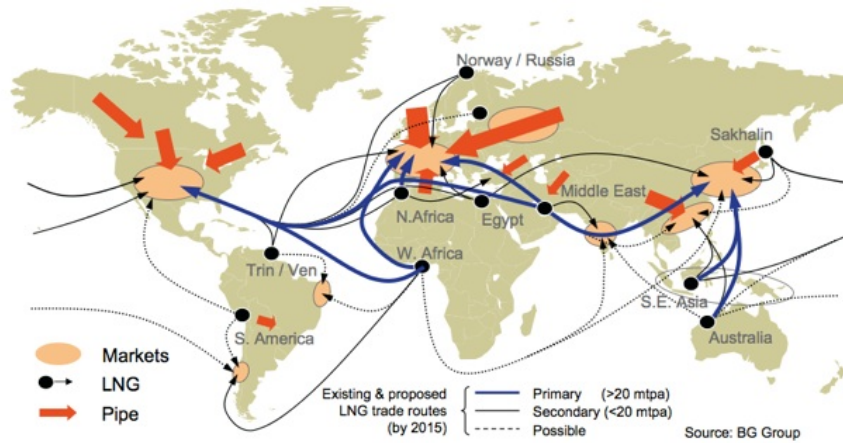 Norway / Russia
Sakhalin
Middle East
N.Africa
Egypt
Trin / Ven
W. Africa
S.E. Asia
S. America
Australia
Markets
LNG
Pipe
Existing & proposed
LNG trade routes
(by 2015)
Primary (>20 mtpa)
Secondary (<20 mtpa)
Possible
Source: BG Group